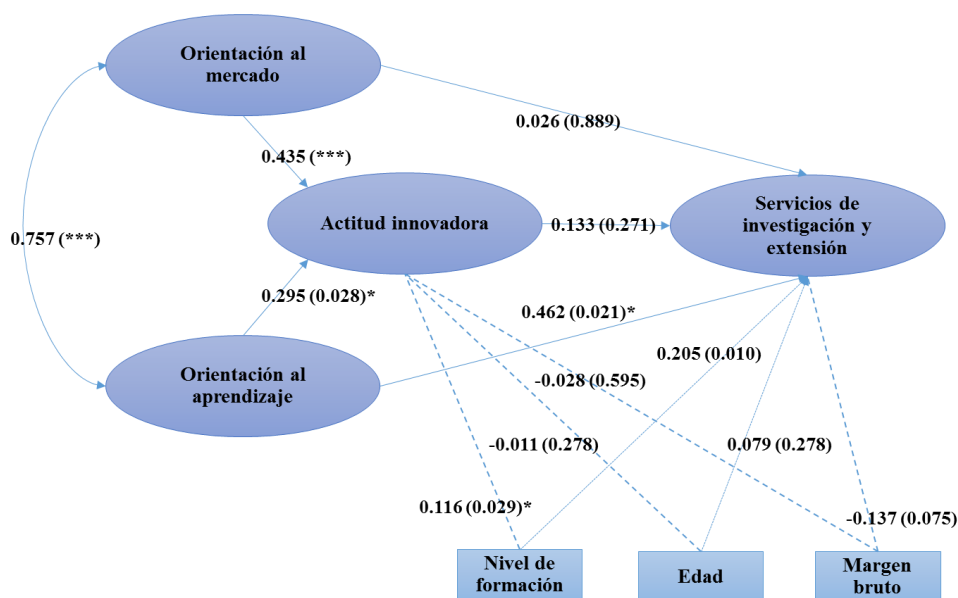 Orientación al
mercado
0.026 (0.889)
0.435 (***)
Actitud innovadora
0.133 (0.271)
Servicios de
investigación y
extensión
0.757 (***)
0.295 (0.028)*
0.462 (0.021)*
Orientación al
aprendizaje
0.205 (0.010)
-0.028 (0.595)
-0.011 (0.278)
0.079 (0.278)
0.116 (0.029)*
-0.137 (0.075)
Nivel de
formación
Edad
Margen
bruto